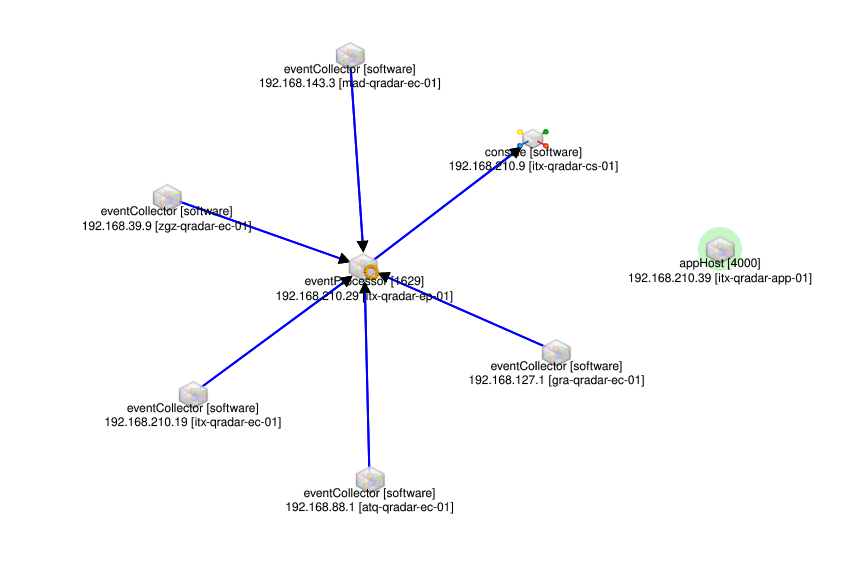 eventCollector [software]
192.168.143.3 [mad-qradar-ec-01]
console [software]
192.168.210.9 [itx-qradar-cs-01]
eventCollector [software]
192.168.39.9 [zgz-qradar-ec-01]
appHost [4000]
192.168.210.39 [itx-qradar-app-01]
eventProcessor [1629]
192.168.210.29 [itx-qradar-ep-01]
eventCollector [software]
192.168.127.1 [gra-qradar-ec-01]
eventCollector [software]
192.168.210.19 [itx-qradar-ec-01]
eventCollector [software]
192.168.88.1 [atq-qradar-ec-01]